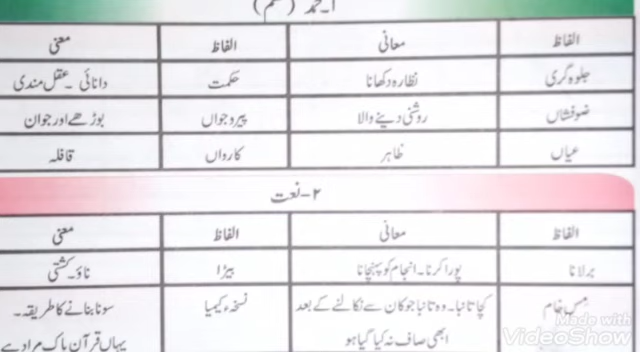 ۱۔ حمد (نظم)
الفاظ معانی الفاظ معنی
جلوہ گری نظارہ دکھانا حکمت دانائی ۔ عقل مندی
ضوفشاں روشنی دینے والا پیر و جواں بوڑھے اور جوان
عیاں ظاہر کارواں قافلہ
۲۔ نعت
الفاظ معانی الفاظ معنی
بر لانا پورا کرنا ۔ انجام کو پہنچانا بیڑا ناؤ ۔ کشتی
مسِ خام کچا تانبا ۔ وہ تانبا جو کان سے نکالنے کے بعد نسخۂ کیمیا سونا بنانے کا طریقہ ۔
ابھی صاف نہ کیا گیا ہو یہاں قرآن پاک مراد ہے
Made with
VideoShow